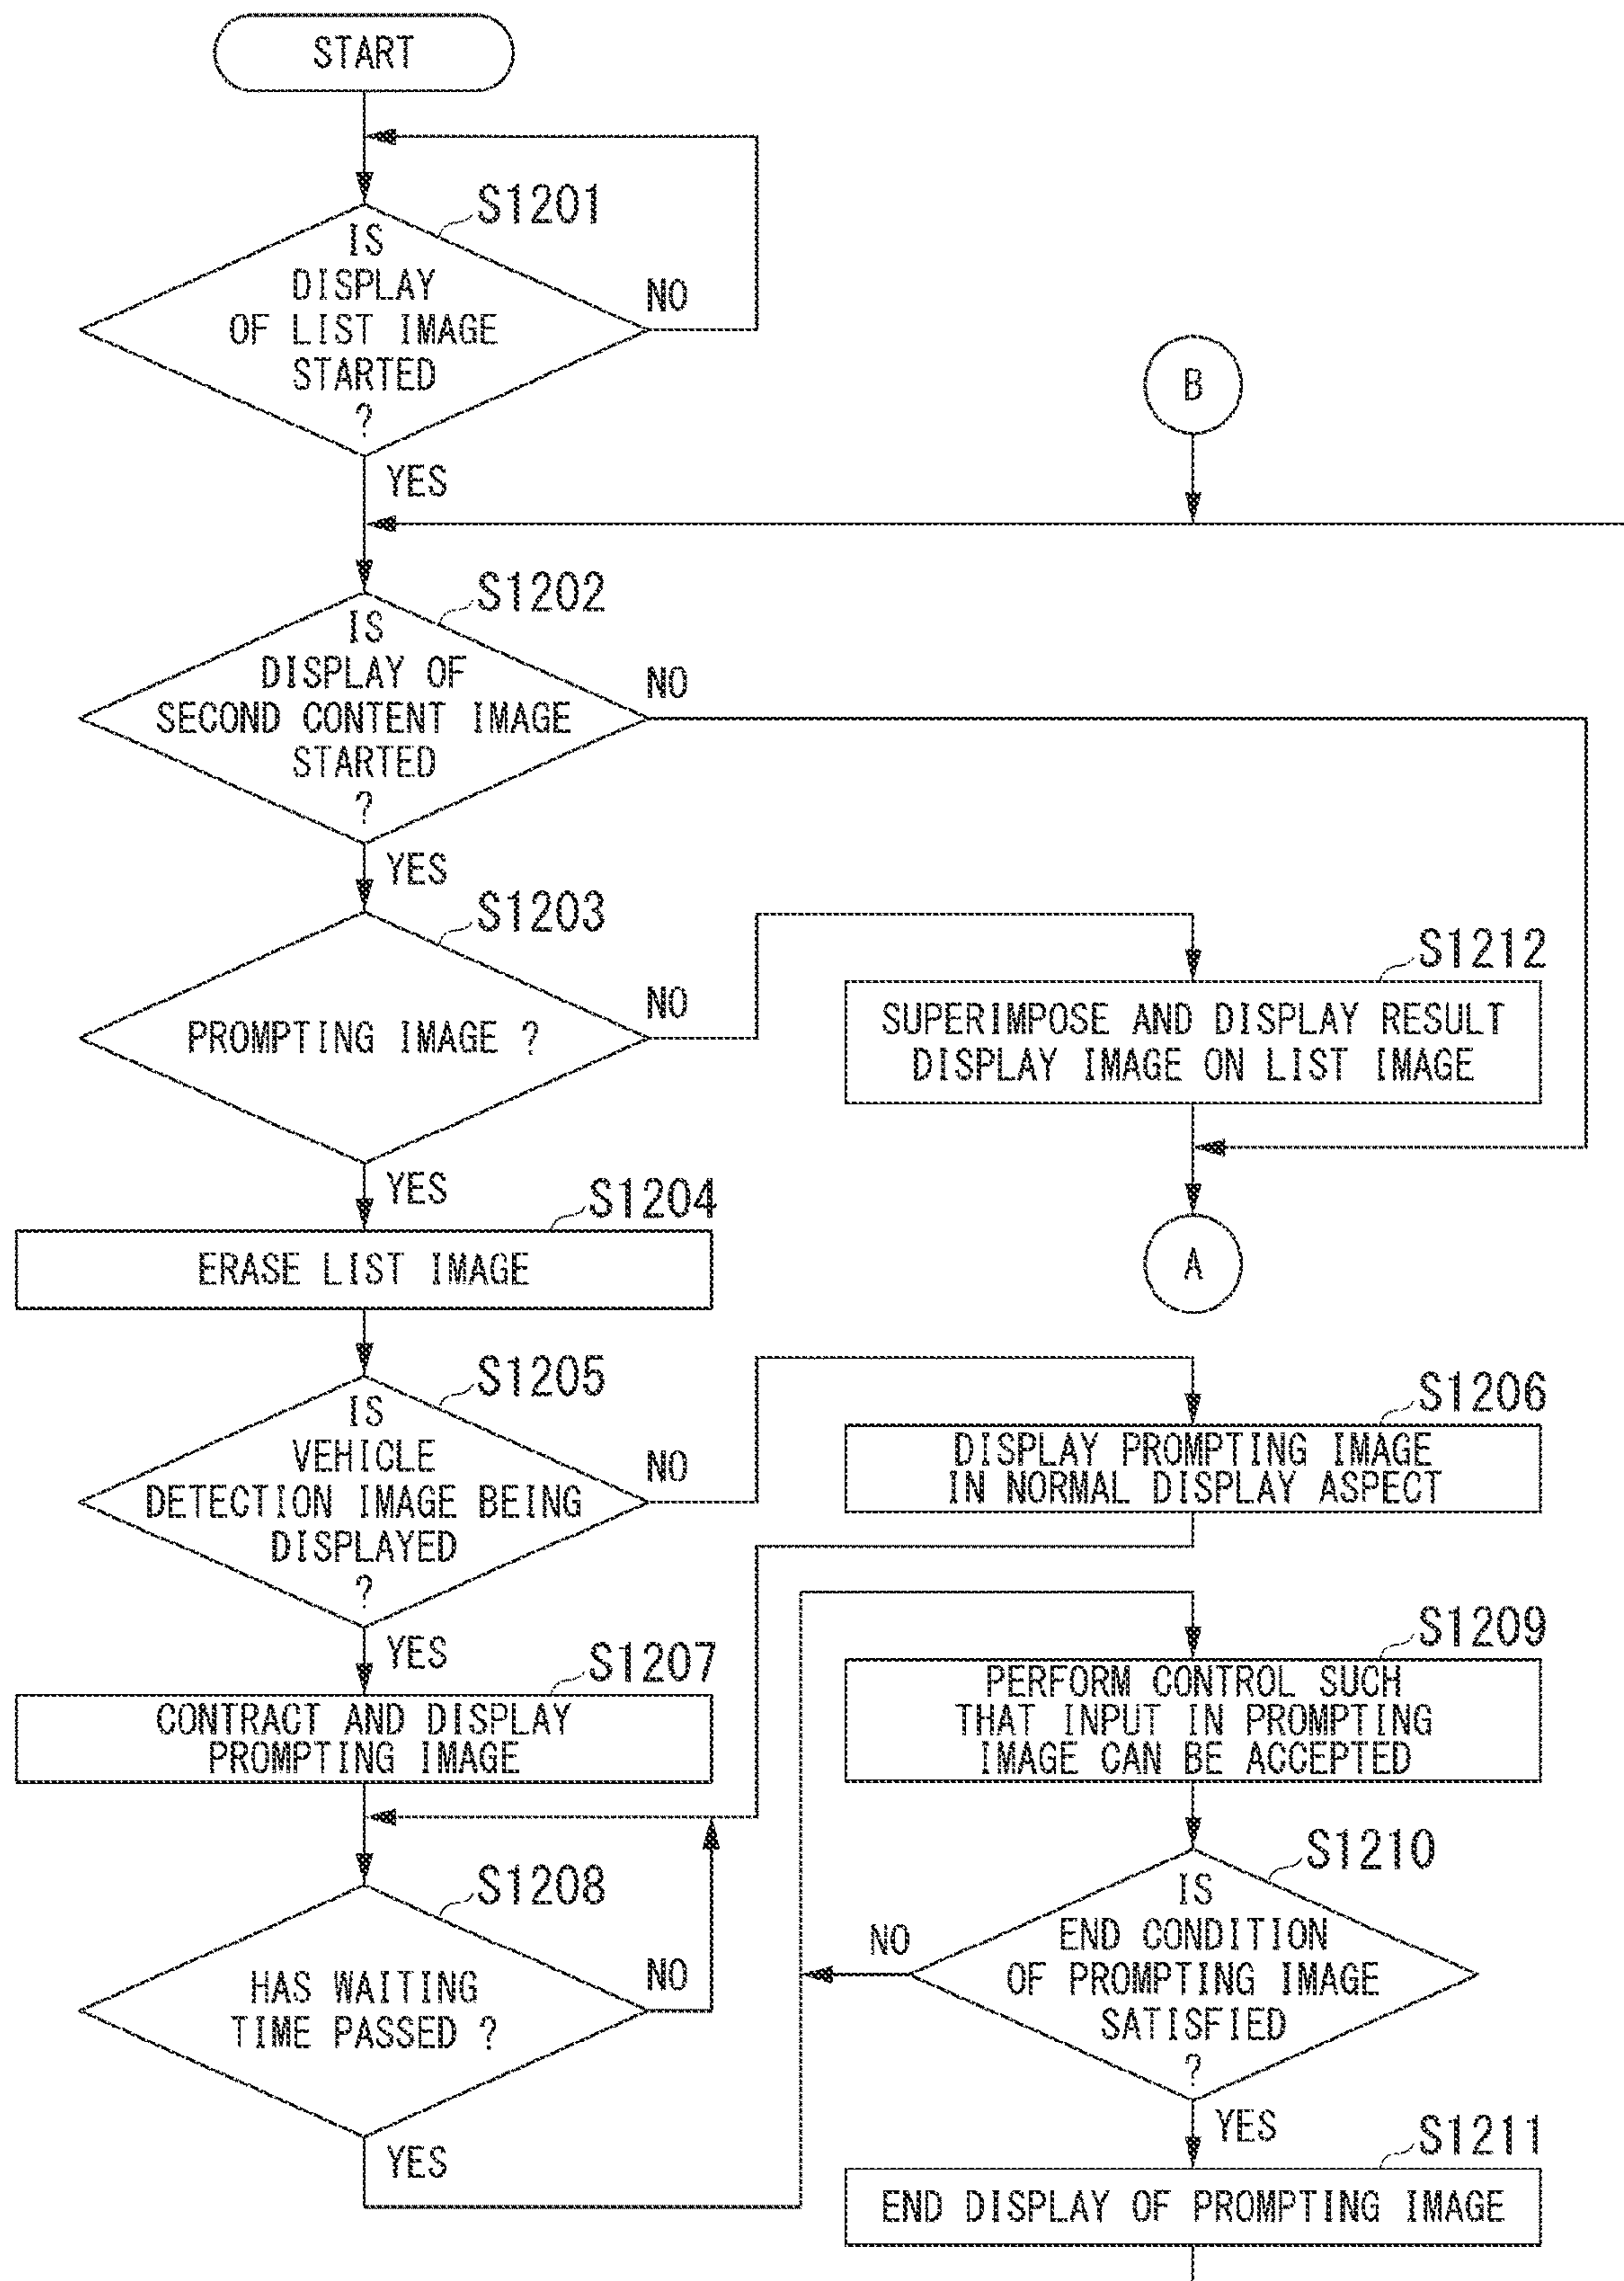 START
S1201
IS
DISPLAY
OF LIST IMAGE
STARTED
?
NO
YES
B
S1202
IS
DISPLAY OF
SECOND CONTENT IMAGE
STARTED
?
NO
YES
S1203
PROMPTING IMAGE ?
NO
YES
S1212
SUPERIMPOSE AND DISPLAY RESULT
DISPLAY IMAGE ON LIST IMAGE
A
S1204
ERASE LIST IMAGE
S1205
IS
VEHICLE
DETECTION IMAGE BEING
DISPLAYED
?
NO
YES
S1206
DISPLAY PROMPTING IMAGE
IN NORMAL DISPLAY ASPECT
S1207
CONTRACT AND DISPLAY
PROMPTING IMAGE
S1208
HAS WAITING
TIME PASSED ?
NO
YES
S1209
PERFORM CONTROL SUCH
THAT INPUT IN PROMPTING
IMAGE CAN BE ACCEPTED
S1210
IS
END CONDITION
OF PROMPTING IMAGE
SATISFIED
?
NO
YES
S1211
END DISPLAY OF PROMPTING IMAGE